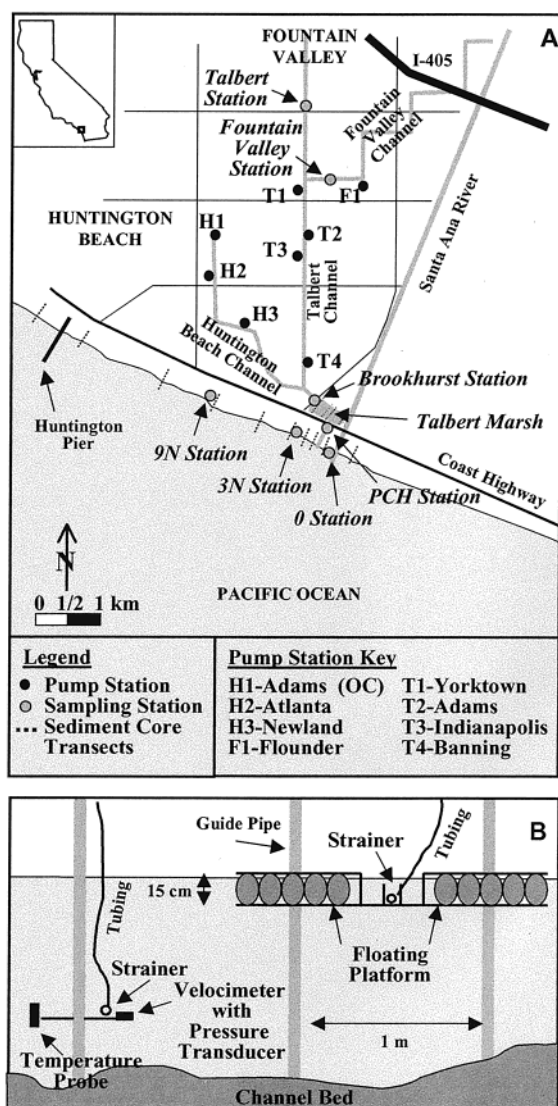 A
FOUNTAIN
VALLEY
I-405
Talbert
Station
Fountain
Valley
Station
Fountain
Valley
Channel
T1
F1
HUNTINGTON
BEACH
H1
T2
T3
H2
Talbert
Channel
Santa Ana River
H3
Huntington
Beach Channel
T4
Brookhurst Station
Talbert Marsh
Huntington
Pier
9N Station
3N Station
PCH Station
0 Station
Coast Highway
N
0 1/2 1 km
PACIFIC OCEAN
Legend
Pump Station
Sampling Station
Sediment Core
Transects
Pump Station Key
H1-Adams (OC) T1-Yorktown
H2-Atlanta T2-Adams
H3-Newland T3-Indianapolis
F1-Flounder T4-Banning
B
Guide Pipe
Strainer
Tubing
15 cm
Tubing
Floating
Platform
Strainer
Velocimeter
with
Pressure
Transducer
Temperature
Probe
1 m
Channel Bed